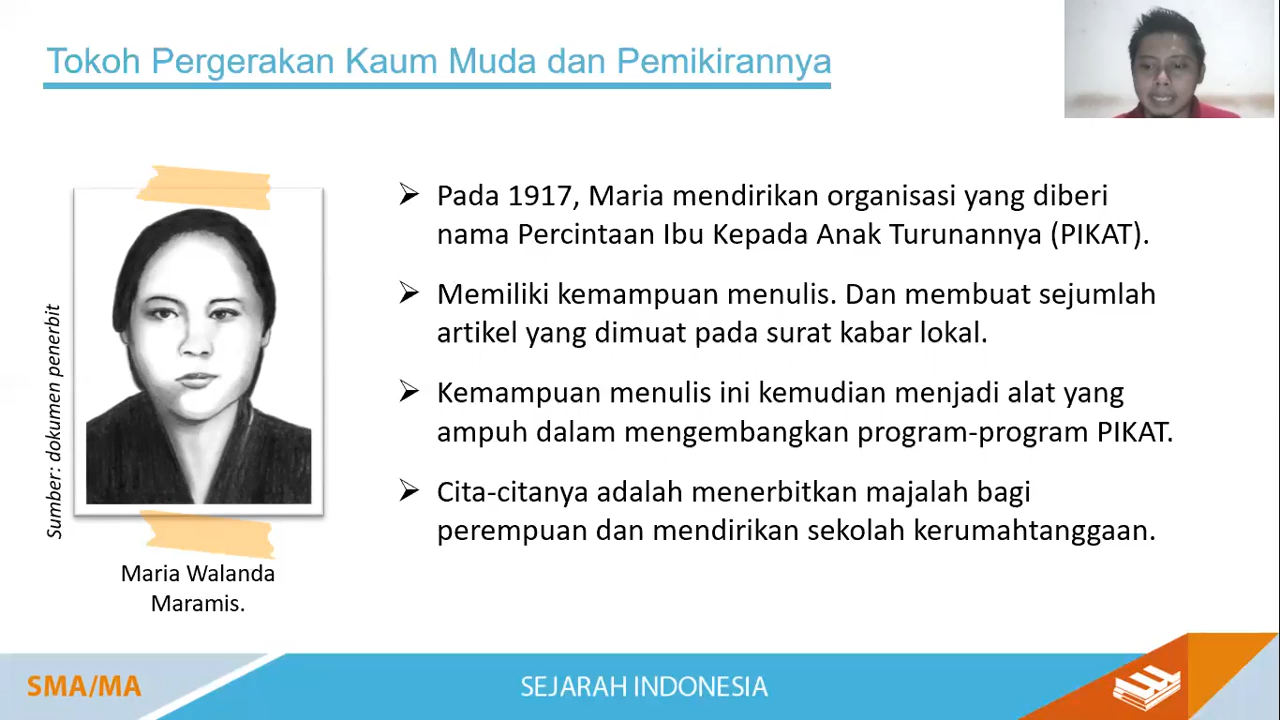 Tokoh Pergerakan Kaum Muda dan Pemikirannya
Sumber: dokumen penerbit
Maria Walanda
Maramis.
➢ Pada 1917, Maria mendirikan organisasi yang diberi
nama Percintaan Ibu Kepada Anak Turunannya (PIKAT).
➢ Memiliki kemampuan menulis. Dan membuat sejumlah
artikel yang dimuat pada surat kabar lokal.
➢ Kemampuan menulis ini kemudian menjadi alat yang
ampuh dalam mengembangkan program-program PIKAT.
➢ Cita-citanya adalah menerbitkan majalah bagi
perempuan dan mendirikan sekolah kerumahtanggaan.
SMA/MA
SEJARAH INDONESIA